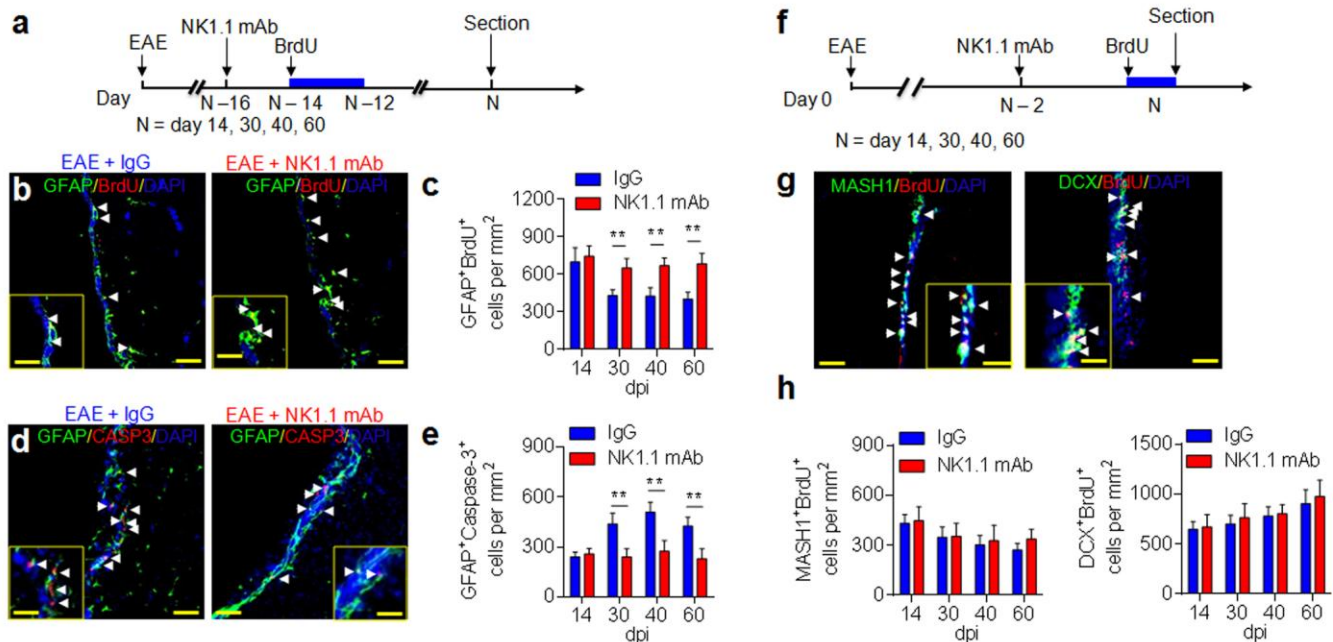 a
EAE
NK1.1 mAb
BrdU
Section
Day
N –16
N – 14
N –12
N
N = day 14, 30, 40, 60
f
EAE
NK1.1 mAb
BrdU
Section
Day 0
N – 2
N
N = day 14, 30, 40, 60
b
EAE + IgG
GFAP/BrdU/DAPI
EAE + NK1.1 mAb
GFAP/BrdU/DAPI
c
IgG
NK1.1 mAb
GFAP+BrdU+
cells per mm2
1200
900
600
300
0
** ** **
14 30 40 60
dpi
g
MASH1/BrdU/DAPI
DCX/BrdU/DAPI
d
EAE + IgG
GFAP/CASP3/DAPI
EAE + NK1.1 mAb
GFAP/CASP3/DAPI
e
IgG
NK1.1 mAb
GFAP+Caspase-3+
cells per mm2
900
600
300
0
** ** **
14 30 40 60
dpi
h
MASH1+BrdU+
cells per mm2
900
600
300
0
14 30 40 60
dpi
IgG
NK1.1 mAb
DCX+BrdU+
cells per mm2
1500
1000
500
0
14 30 40 60
dpi